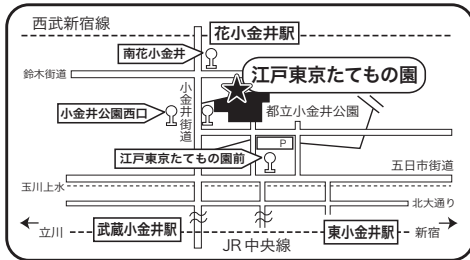 西武新宿線
花小金井駅
南花小金井
鈴木街道
江戸東京たてもの園
小金井公園西口
小金井街道
都立小金井公園
P
江戸東京たてもの園前
五日市街道
玉川上水
北大通り
立川
武蔵小金井駅
JR中央線
東小金井駅
新宿